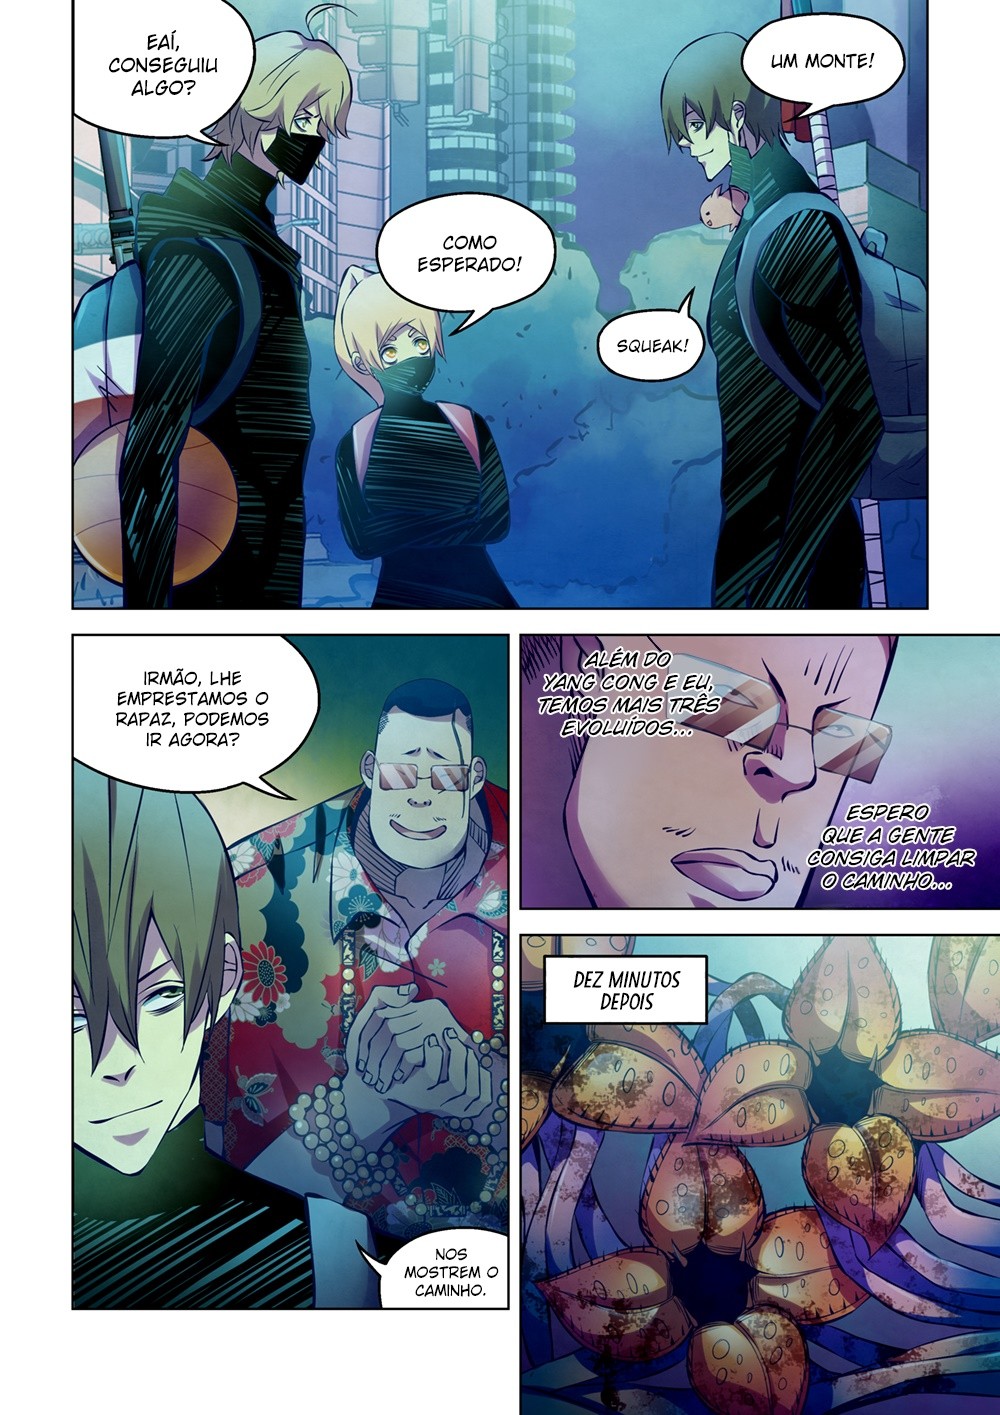 EAÍ,
CONSEGUIU
ALGO?
UM MONTE!
COMO
ESPERADO!
SQUEAK!
IRMÃO, LHE
EMPRESTAMOS O
RAPAZ, PODEMOS
IR AGORA?
NOS
MOSTREM O
CAMINHO.
ALÉM DO
YANG CONG E EU,
TEMOS MAIS TRÊS
EVOLUÍDOS...
ESPERO
QUE A GENTE
CONSIGA LIMPAR
O CAMINHO...
DEZ MINUTOS
DEPOIS